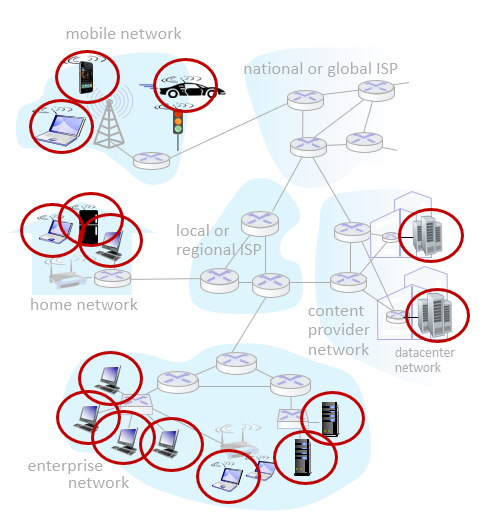 mobile network
national or global ISP
local or
regional ISP
home network
content
provider
network
datacenter
network
enterprise
network